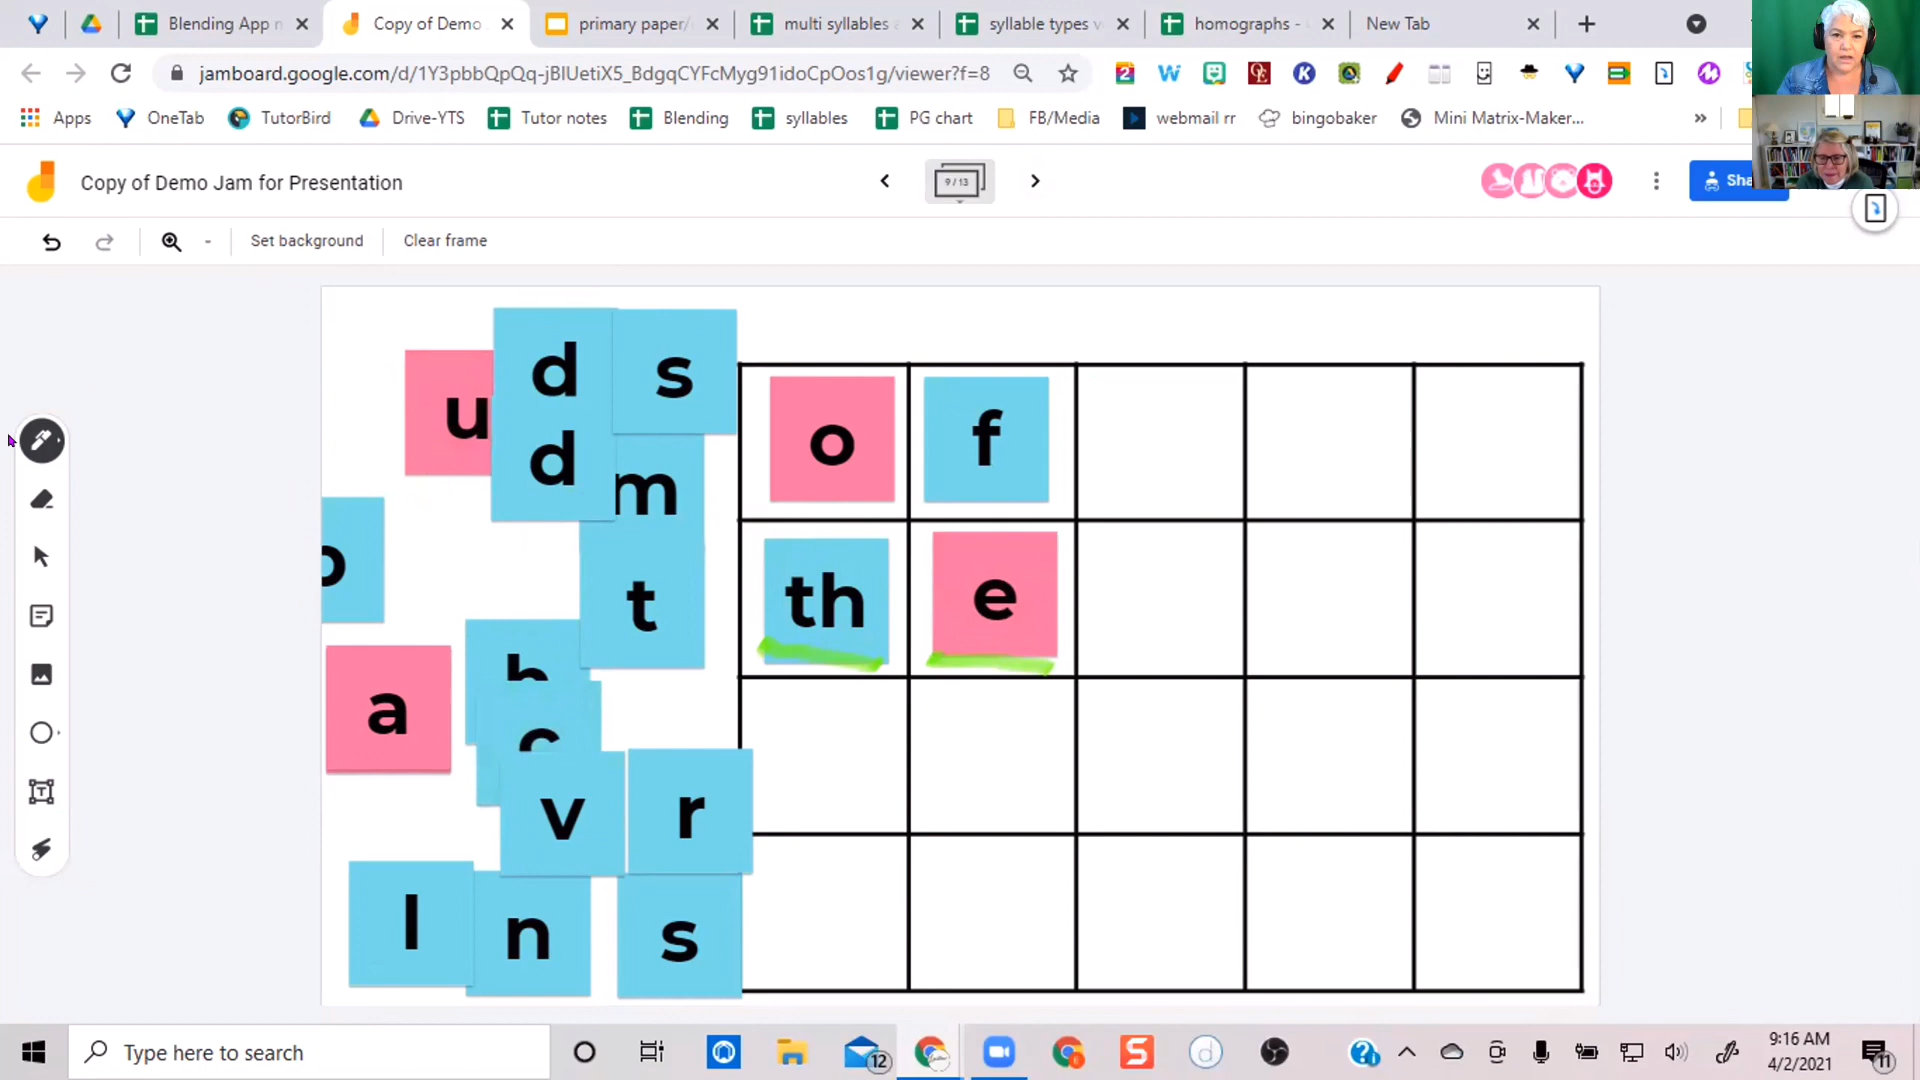 Blending App n
Copy of Demo
primary paper/
multi syllables
syllable types v
homographs -
New Tab
jamboard.google.com/d/1Y3pbbQpQq-jBlUetiX5_BdgqCYFcMyg91idoCpOos1g/viewer?f=8
Apps
OneTab
TutorBird
Drive-YTS
Tutor notes
Blending
syllables
PG chart
FB/Media
webmail rr
bingobaker
Mini Matrix-Maker...
»
Copy of Demo Jam for Presentation
9 / 13
Sha
Set background
Clear frame
d s
u
o f
d
m
th e
t
a
v r
l n s
Type here to search
12
9:16 AM
4/2/2021
11